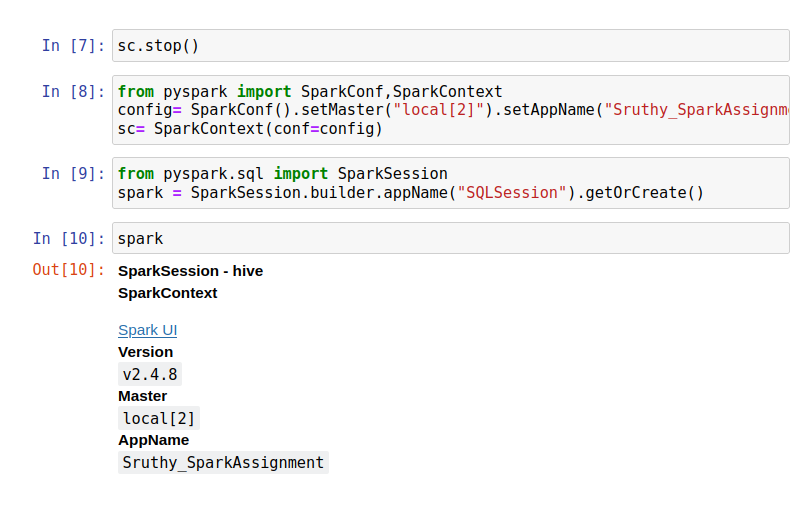 In [7]: sc.stop()
In [8]: from pyspark import SparkConf,SparkContext
config= SparkConf().setMaster("local[2]").setAppName("Sruthy_SparkAssignm
sc= SparkContext(conf=config)
In [9]: from pyspark.sql import SparkSession
spark = SparkSession.builder.appName("SQLSession").getOrCreate()
In [10]: spark
Out[10]: SparkSession - hive
SparkContext
Spark UI
Version
v2.4.8
Master
local[2]
AppName
Sruthy_SparkAssignment